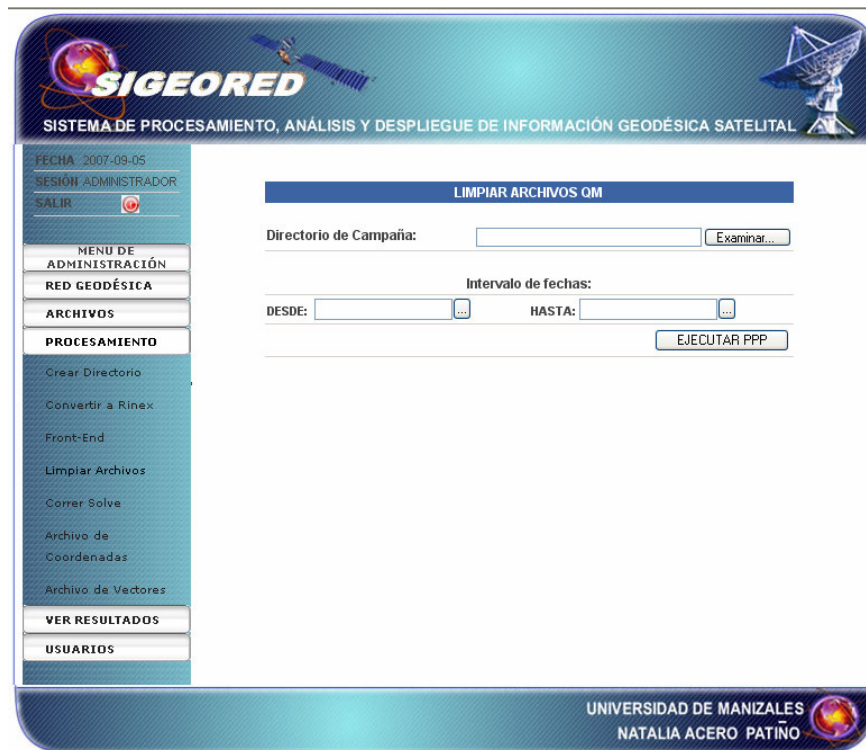 SIGEORED
SISTEMA DE PROCESAMIENTO, ANÁLISIS Y DESPLIEGUE DE INFORMACIÓN GEODÉSICA SATELITAL
FECHA 2007-09-05
SESIÓN ADMINISTRADOR
SALIR
MENU DE
ADMINISTRACIÓN
RED GEODÉSICA
ARCHIVOS
PROCESAMIENTO
Crear Directorio
Convertir a Rinex
Front-End
Limpiar Archivos
Correr Solve
Archivo de
Coordenadas
Archivo de Vectores
VER RESULTADOS
USUARIOS
LIMPIAR ARCHIVOS QM
Directorio de Campaña:
Examinar...
Intervalo de fechas:
DESDE: ... HASTA: ...
EJECUTAR PPP
UNIVERSIDAD DE MANIZALES
NATALIA ACERO PATIÑO